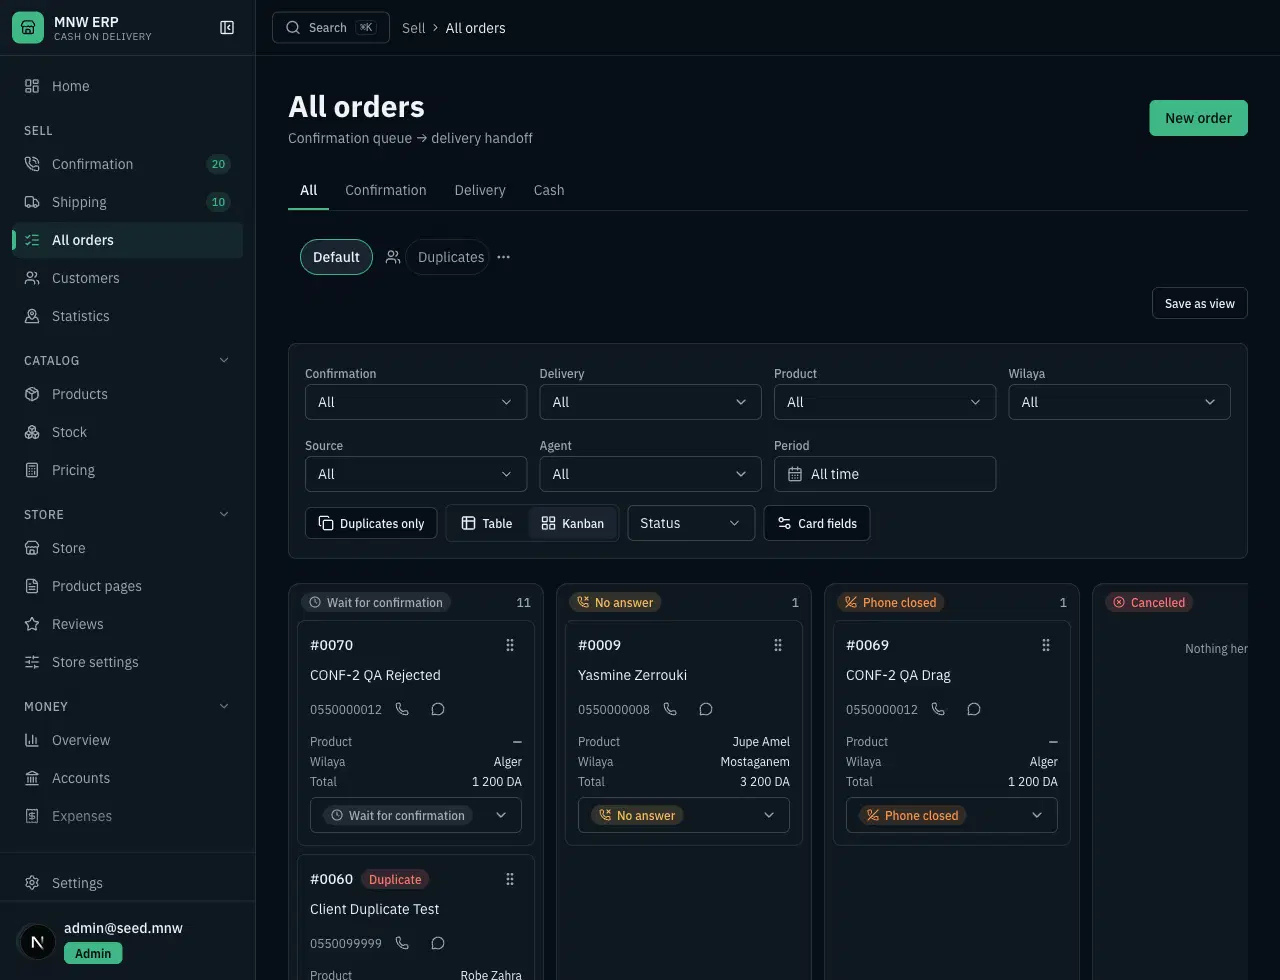 MNW ERP
CASH ON DELIVERY
Search ⌘K
Sell › All orders
Home
SELL
Confirmation 20
Shipping 10
All orders
Customers
Statistics
CATALOG
Products
Stock
Pricing
STORE
Store
Product pages
Reviews
Store settings
MONEY
Overview
Accounts
Expenses
Settings
N
admin@seed.mnw
Admin
All orders
Confirmation queue → delivery handoff
New order
All Confirmation Delivery Cash
Default Duplicates ···
Save as view
Confirmation Delivery Product Wilaya
All All All All
Source Agent Period
All All All time
Duplicates only Table Kanban Status Card fields
Wait for confirmation 11
#0070
CONF-2 QA Rejected
0550000012
Product —
Wilaya Alger
Total 1 200 DA
Wait for confirmation
#0060 Duplicate
Client Duplicate Test
0550099999
Product Robe Zahra
No answer 1
#0009
Yasmine Zerrouki
0550000008
Product Jupe Amel
Wilaya Mostaganem
Total 3 200 DA
No answer
Phone closed 1
#0069
CONF-2 QA Drag
0550000012
Product —
Wilaya Alger
Total 1 200 DA
Phone closed
Cancelled
Nothing her